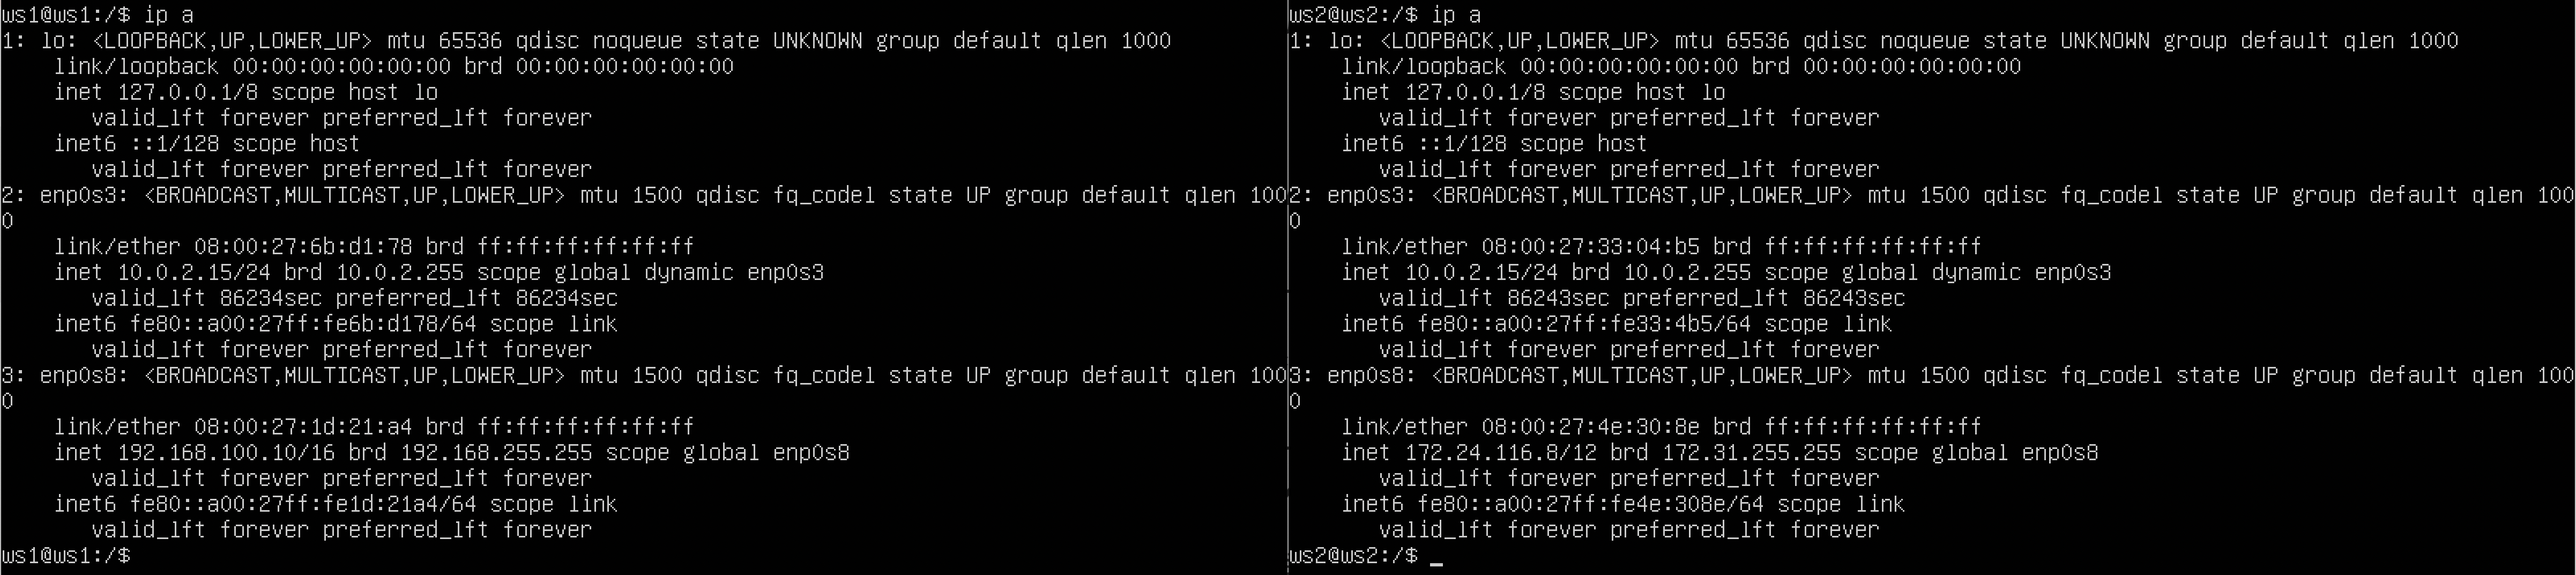 ws1@ws1:/$ ip a
1: lo: <LOOPBACK,UP,LOWER_UP> mtu 65536 qdisc noqueue state UNKNOWN group default qlen 1000
    link/loopback 00:00:00:00:00:00 brd 00:00:00:00:00:00
    inet 127.0.0.1/8 scope host lo
       valid_lft forever preferred_lft forever
    inet6 ::1/128 scope host
       valid_lft forever preferred_lft forever
2: enp0s3: <BROADCAST,MULTICAST,UP,LOWER_UP> mtu 1500 qdisc fq_codel state UP group default qlen 100
0
    link/ether 08:00:27:6b:d1:78 brd ff:ff:ff:ff:ff:ff
    inet 10.0.2.15/24 brd 10.0.2.255 scope global dynamic enp0s3
       valid_lft 86234sec preferred_lft 86234sec
    inet6 fe80::a00:27ff:fe6b:d178/64 scope link
       valid_lft forever preferred_lft forever
3: enp0s8: <BROADCAST,MULTICAST,UP,LOWER_UP> mtu 1500 qdisc fq_codel state UP group default qlen 100
0
    link/ether 08:00:27:1d:21:a4 brd ff:ff:ff:ff:ff:ff
    inet 192.168.100.10/16 brd 192.168.255.255 scope global enp0s8
       valid_lft forever preferred_lft forever
    inet6 fe80::a00:27ff:fe1d:21a4/64 scope link
       valid_lft forever preferred_lft forever
ws1@ws1:/$
ws2@ws2:/$ ip a
1: lo: <LOOPBACK,UP,LOWER_UP> mtu 65536 qdisc noqueue state UNKNOWN group default qlen 1000
    link/loopback 00:00:00:00:00:00 brd 00:00:00:00:00:00
    inet 127.0.0.1/8 scope host lo
       valid_lft forever preferred_lft forever
    inet6 ::1/128 scope host
       valid_lft forever preferred_lft forever
2: enp0s3: <BROADCAST,MULTICAST,UP,LOWER_UP> mtu 1500 qdisc fq_codel state UP group default qlen 100
0
    link/ether 08:00:27:33:04:b5 brd ff:ff:ff:ff:ff:ff
    inet 10.0.2.15/24 brd 10.0.2.255 scope global dynamic enp0s3
       valid_lft 86243sec preferred_lft 86243sec
    inet6 fe80::a00:27ff:fe33:4b5/64 scope link
       valid_lft forever preferred_lft forever
3: enp0s8: <BROADCAST,MULTICAST,UP,LOWER_UP> mtu 1500 qdisc fq_codel state UP group default qlen 100
0
    link/ether 08:00:27:4e:30:8e brd ff:ff:ff:ff:ff:ff
    inet 172.24.116.8/12 brd 172.31.255.255 scope global enp0s8
       valid_lft forever preferred_lft forever
    inet6 fe80::a00:27ff:fe4e:308e/64 scope link
       valid_lft forever preferred_lft forever
ws2@ws2:/$ _